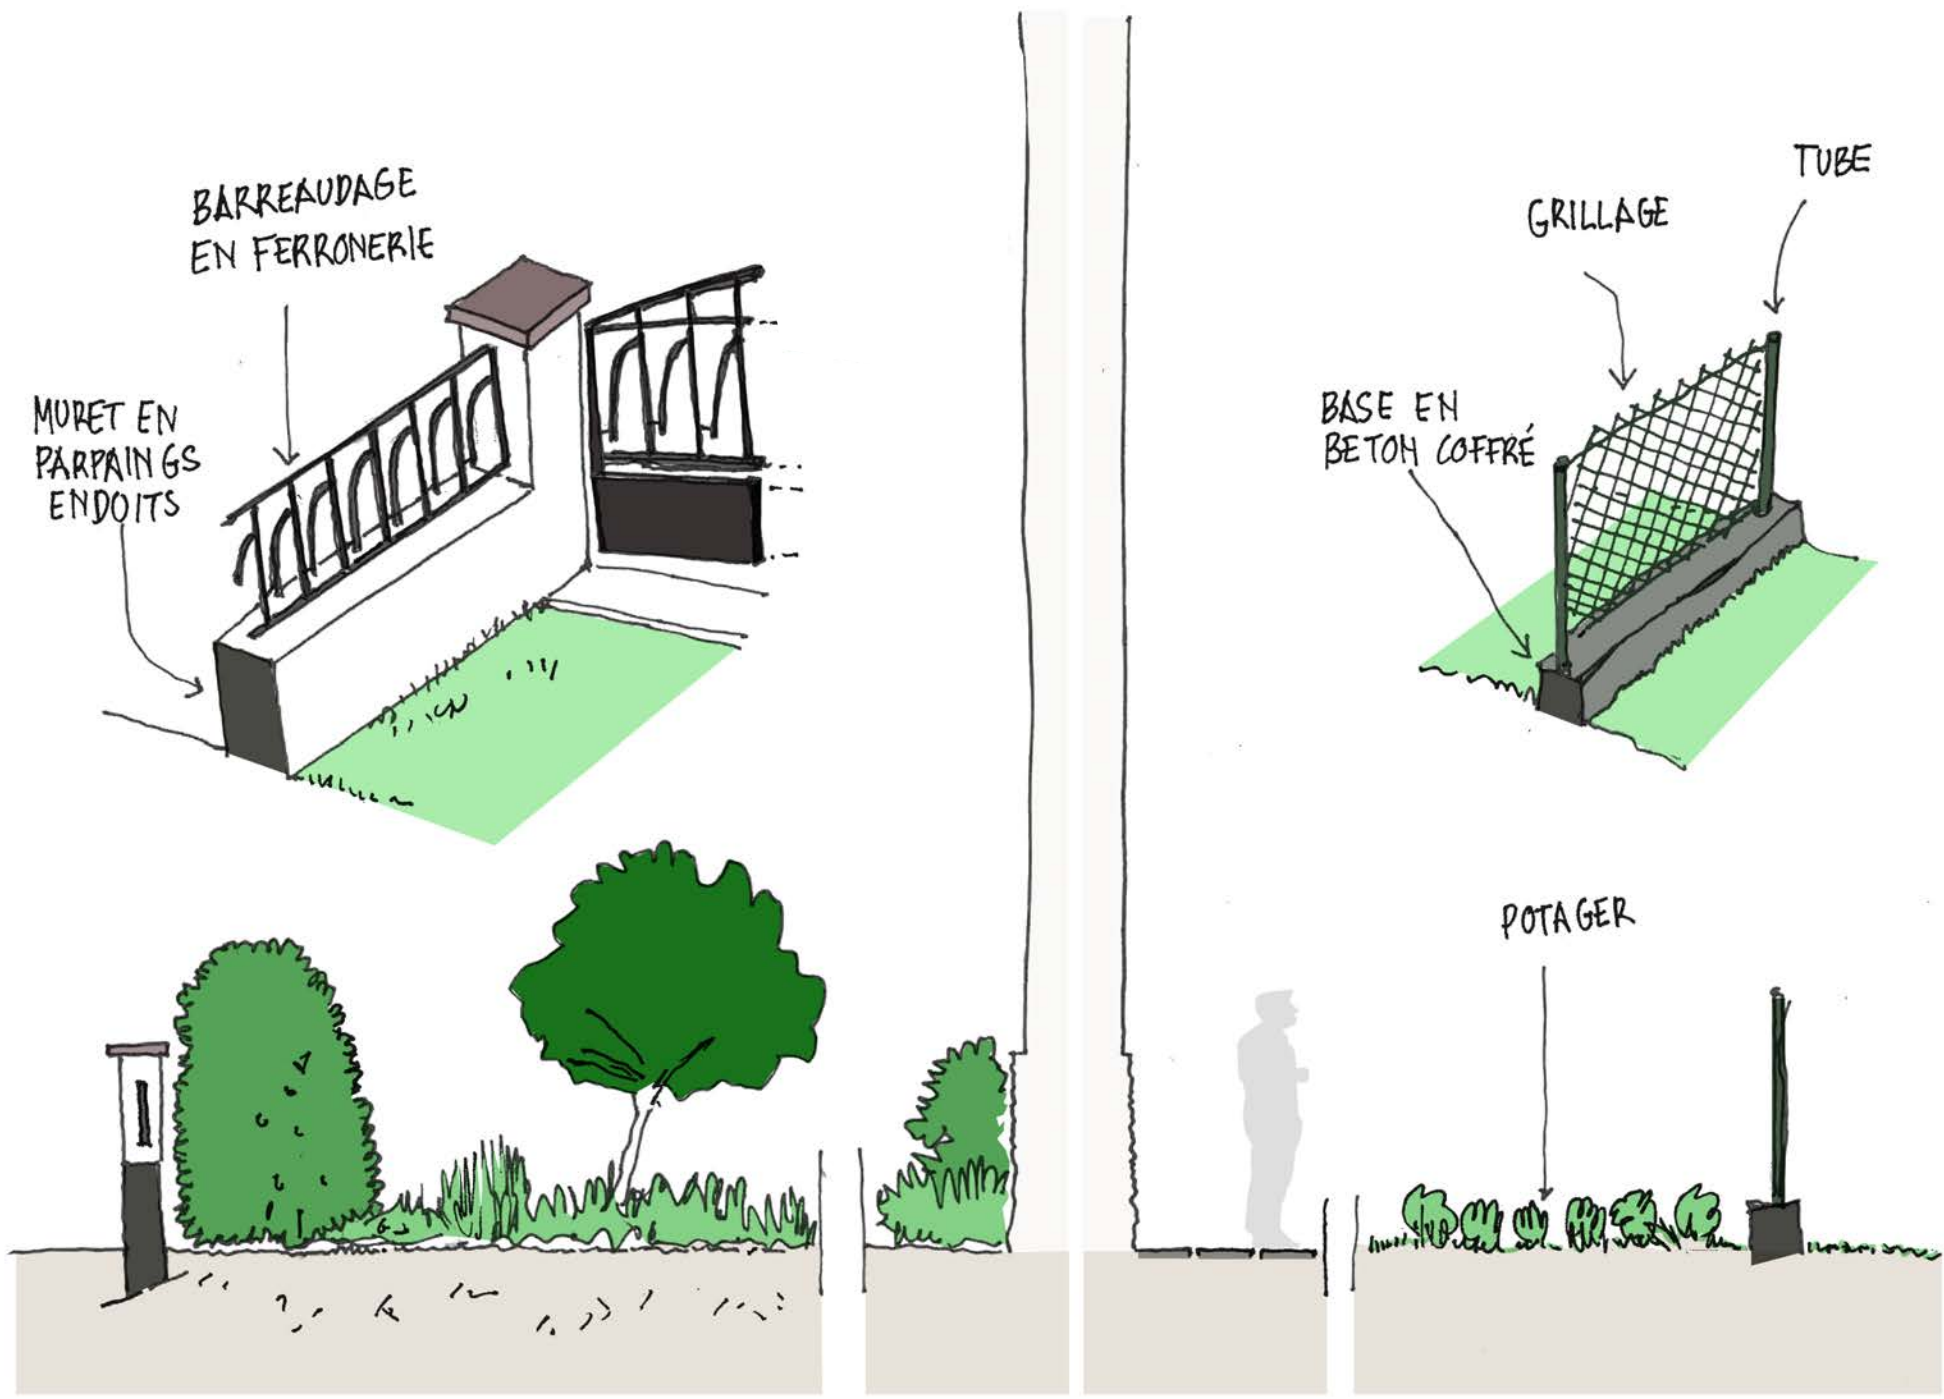 BARREAUDAGE
EN FERRONERIE
MURET EN
PARPAINGS
ENDOITS
TUBE
GRILLAGE
BASE EN
BETON COFFRÉ
POTAGER